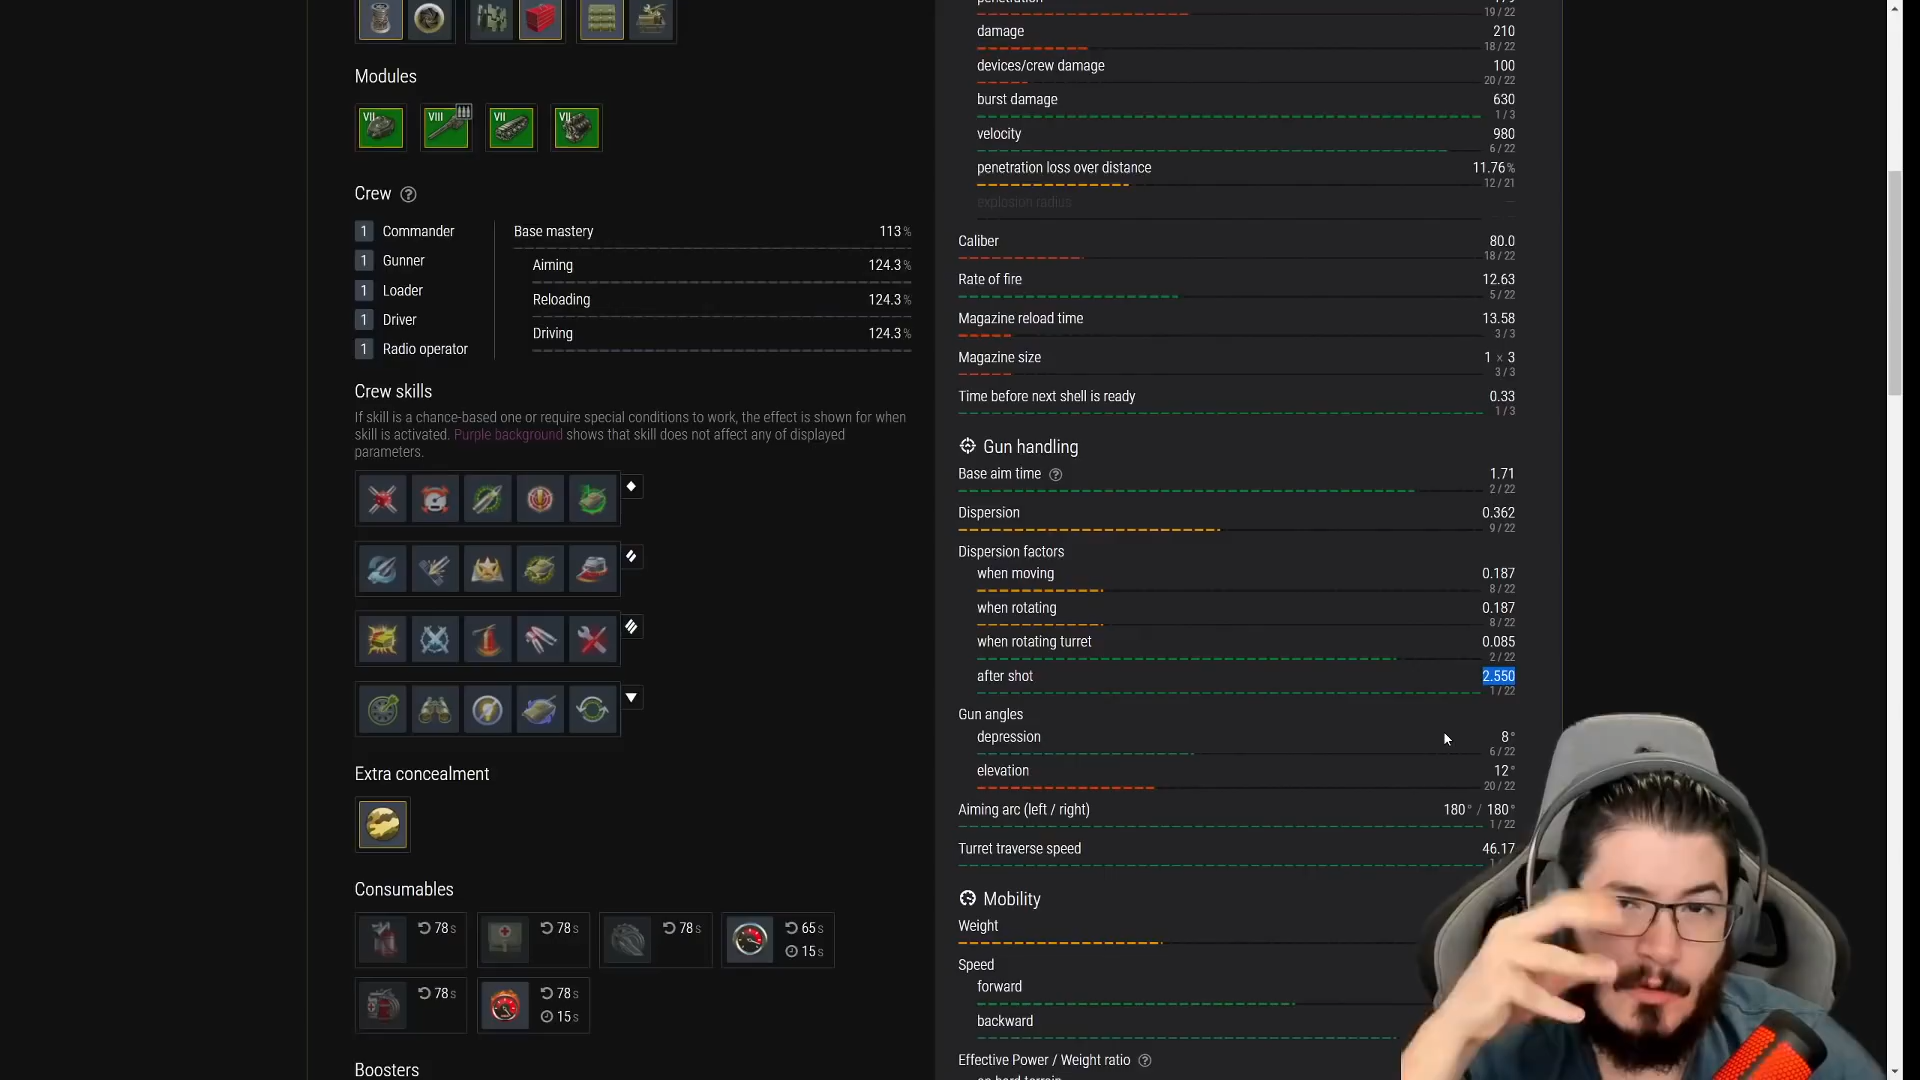 Modules
VII
VIII
VII
VII
Crew
1 Commander
1 Gunner
1 Loader
1 Driver
1 Radio operator
Base mastery 113 %
Aiming 124.3 %
Reloading 124.3 %
Driving 124.3 %
Crew skills
If skill is a chance-based one or require special conditions to work, the effect is shown for when
skill is activated. Purple background shows that skill does not affect any of displayed
parameters.
Extra concealment
Consumables
78 s
78 s
78 s
65 s
15 s
78 s
78 s
15 s
Boosters
19 / 22
damage 210
18 / 22
devices/crew damage 100
20 / 22
burst damage 630
1 / 3
velocity 980
6 / 22
penetration loss over distance 11.76 %
12 / 21
explosion radius —
Caliber 80.0
18 / 22
Rate of fire 12.63
5 / 22
Magazine reload time 13.58
3 / 3
Magazine size 1 × 3
3 / 3
Time before next shell is ready 0.33
1 / 3
Gun handling
Base aim time 1.71
2 / 22
Dispersion 0.362
9 / 22
Dispersion factors
when moving 0.187
8 / 22
when rotating 0.187
8 / 22
when rotating turret 0.085
2 / 22
after shot 2.550
1 / 22
Gun angles
depression 8 °
6 / 22
elevation 12 °
20 / 22
Aiming arc (left / right) 180 ° / 180 °
1 / 22
Turret traverse speed 46.17
Mobility
Weight
Speed
forward
backward
Effective Power / Weight ratio